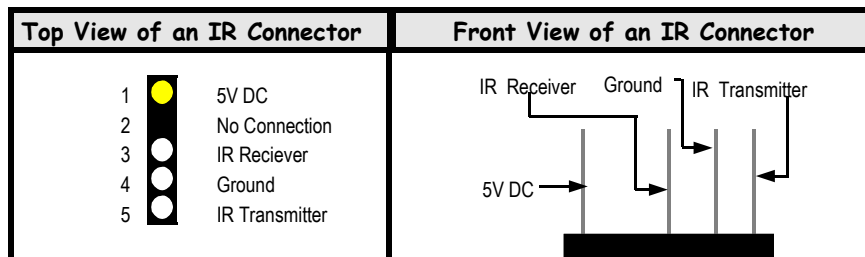 Top View of an IR Connector
Front View of an IR Connector
1 5V DC
2 No Connection
3 IR Reciever
4 Ground
5 IR Transmitter
IR Receiver Ground IR Transmitter
5V DC